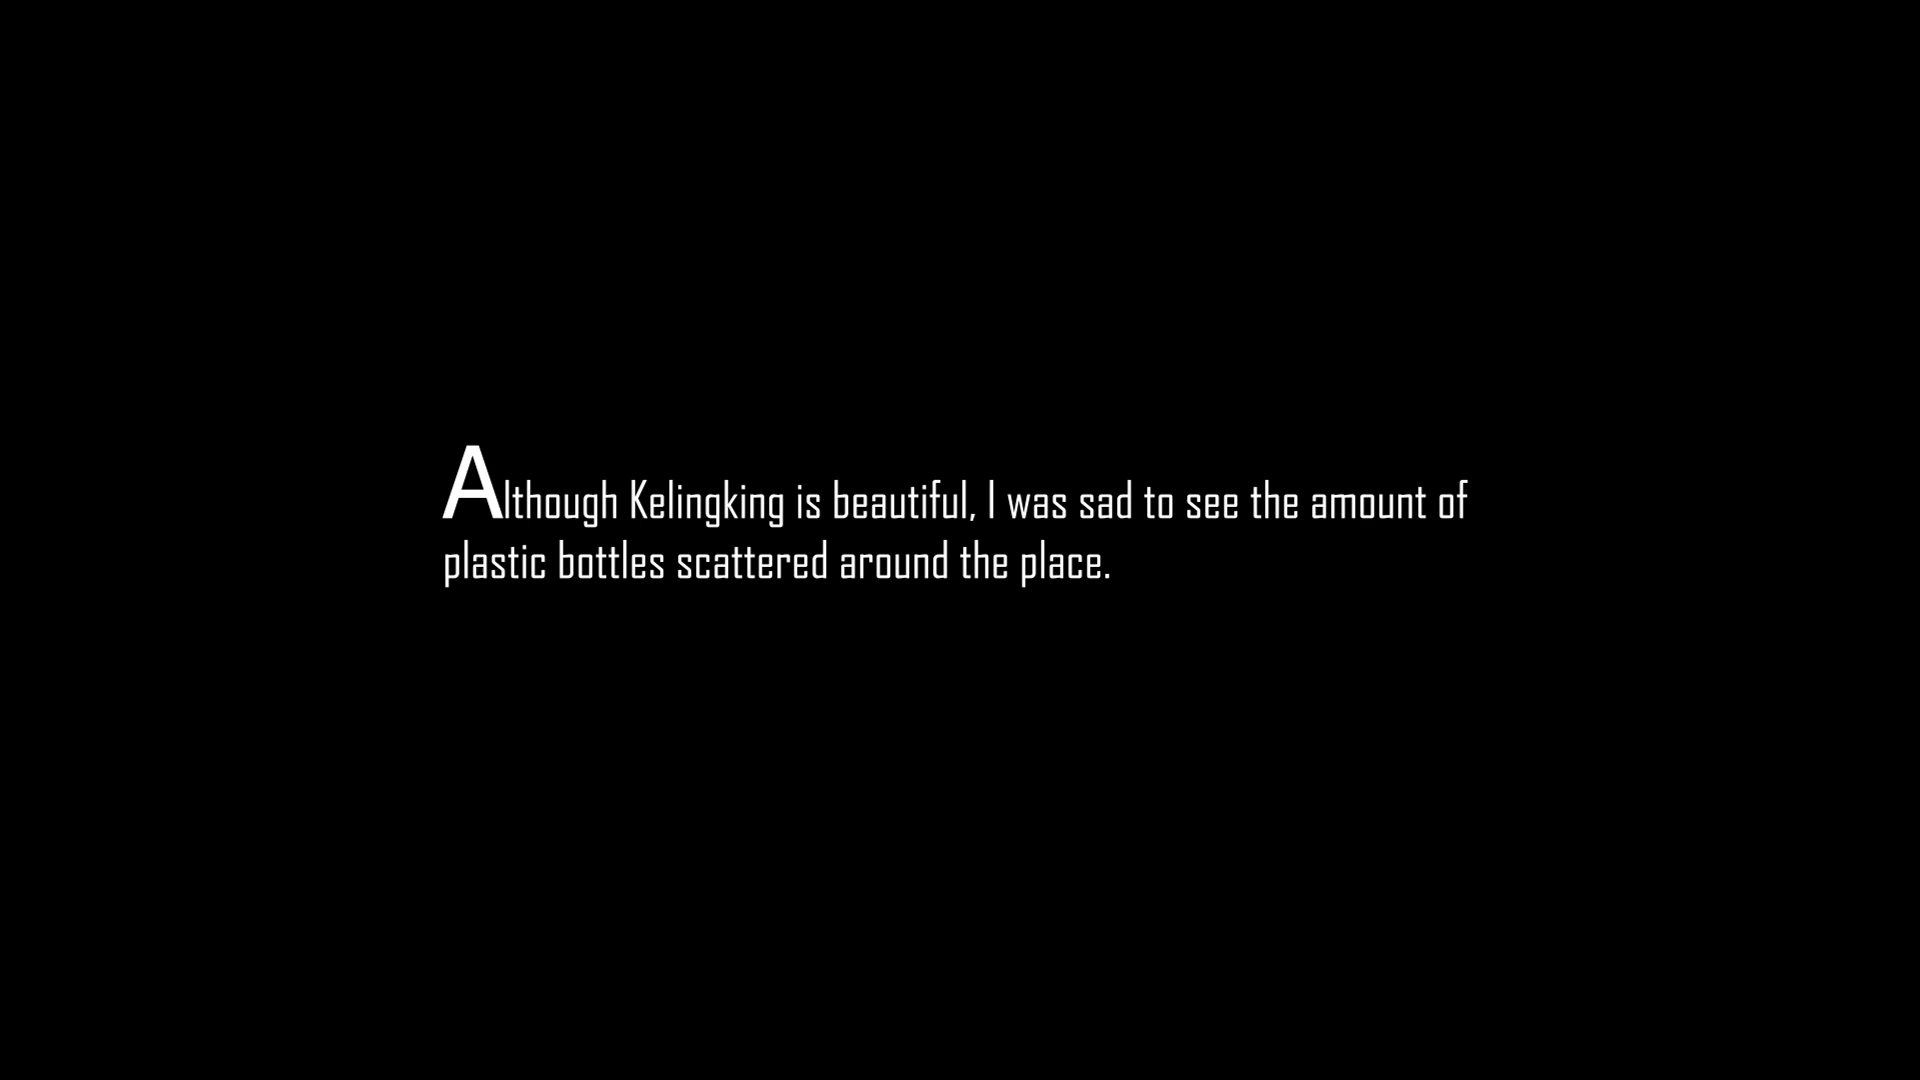 Although Kelingking is beautiful, I was sad to see the amount of
plastic bottles scattered around the place.